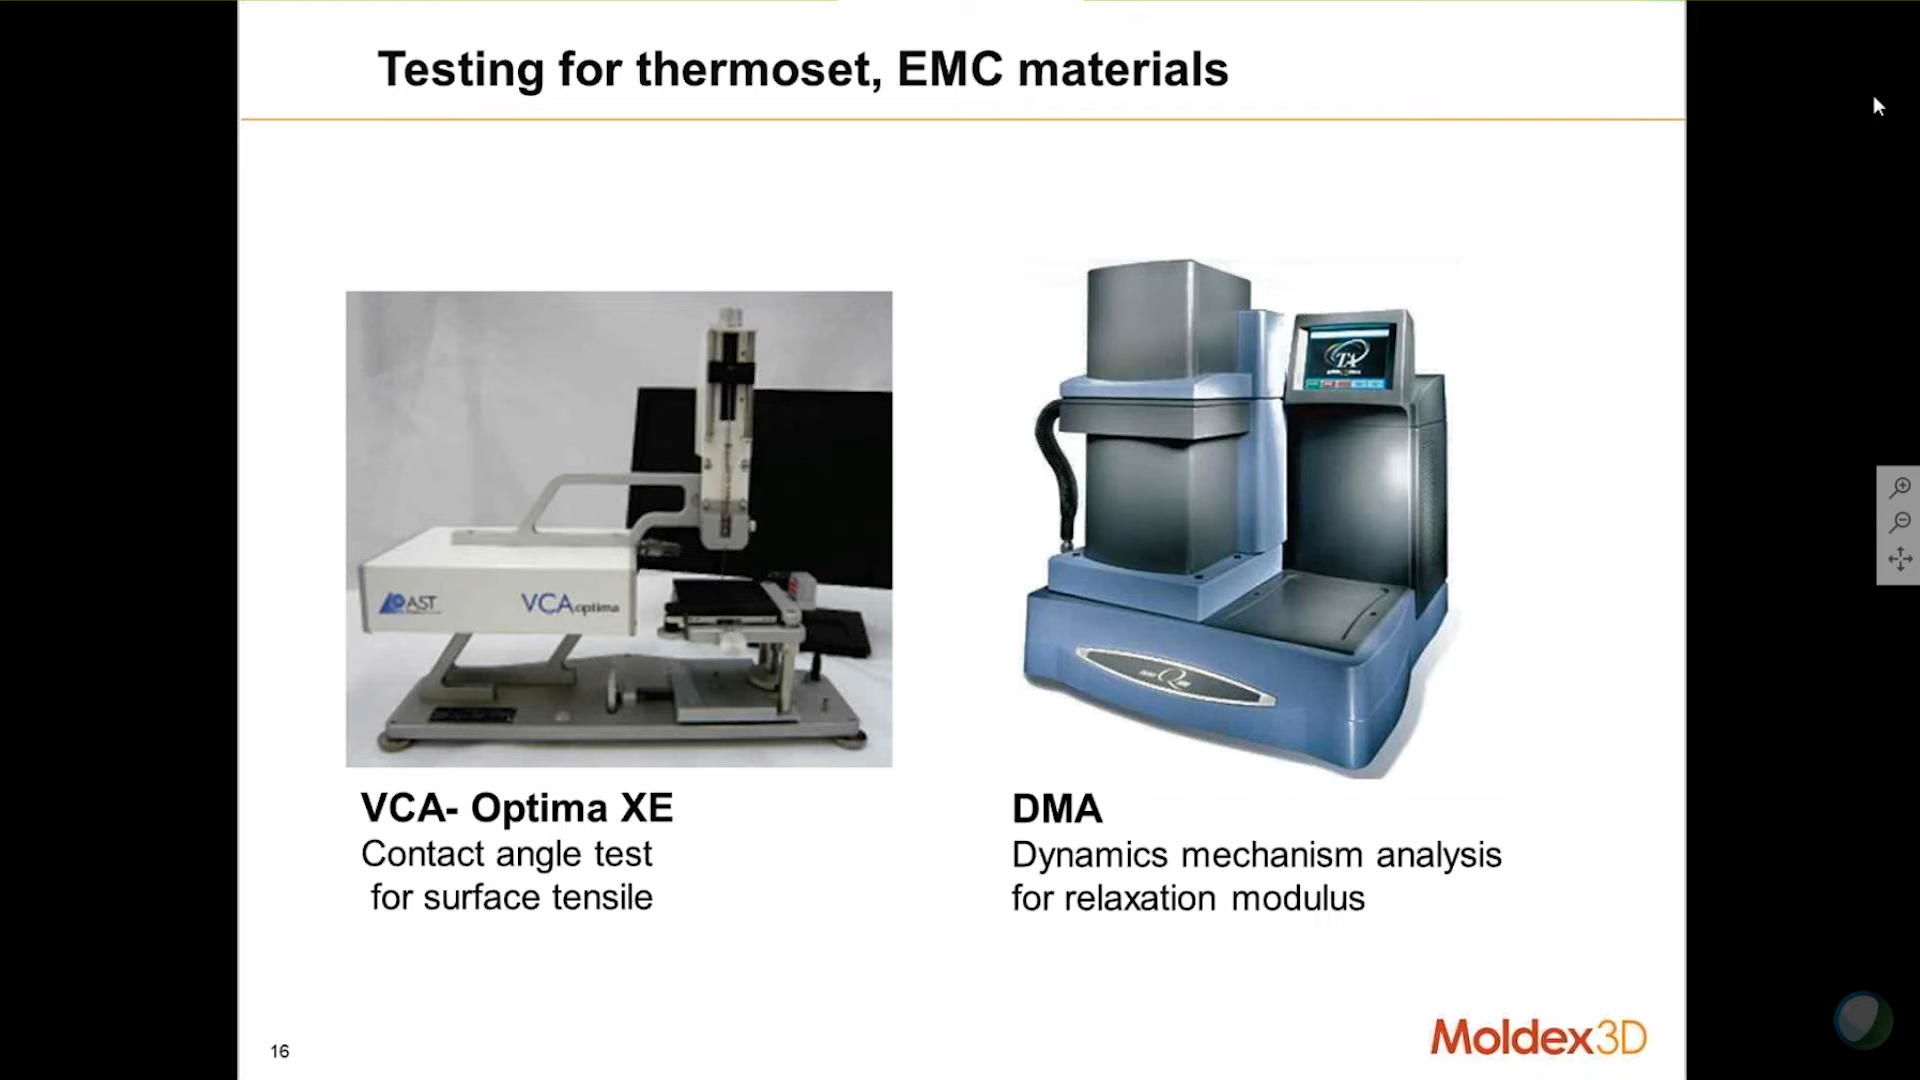 Testing for thermoset, EMC materials
AST
VCAoptima
TA
Q
VCA- Optima XE
Contact angle test
for surface tensile
DMA
Dynamics mechanism analysis
for relaxation modulus
16
Moldex3D